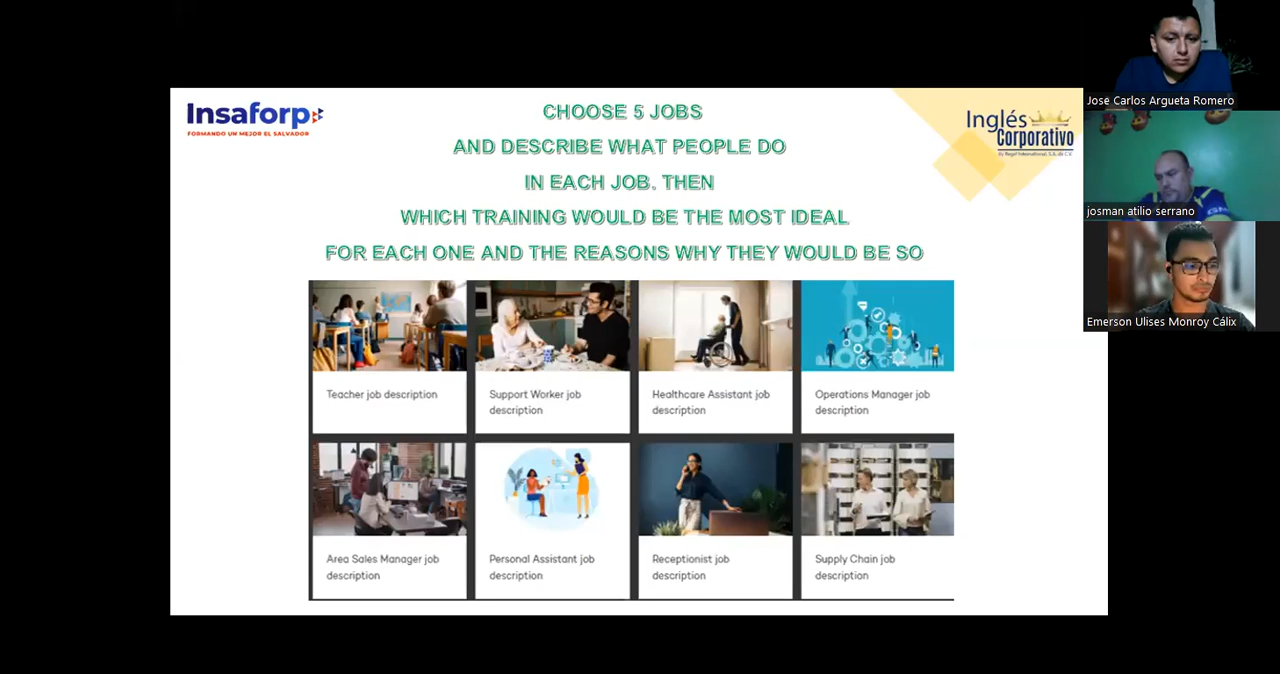 Insaforp
FORMANDO UN MEJOR EL SALVADOR
CHOOSE 5 JOBS
AND DESCRIBE WHAT PEOPLE DO
IN EACH JOB. THEN
WHICH TRAINING WOULD BE THE MOST IDEAL
FOR EACH ONE AND THE REASONS WHY THEY WOULD BE SO
Inglés
Corporativo
By Regal International, S.A. de C.V.
Teacher job description
Support Worker job
description
Healthcare Assistant job
description
Operations Manager job
description
Area Sales Manager job
description
Personal Assistant job
description
Receptionist job
description
Supply Chain job
description
Jose Carlos Argueta Romero
josman atilio serrano
Emerson Ulises Monroy Cálix